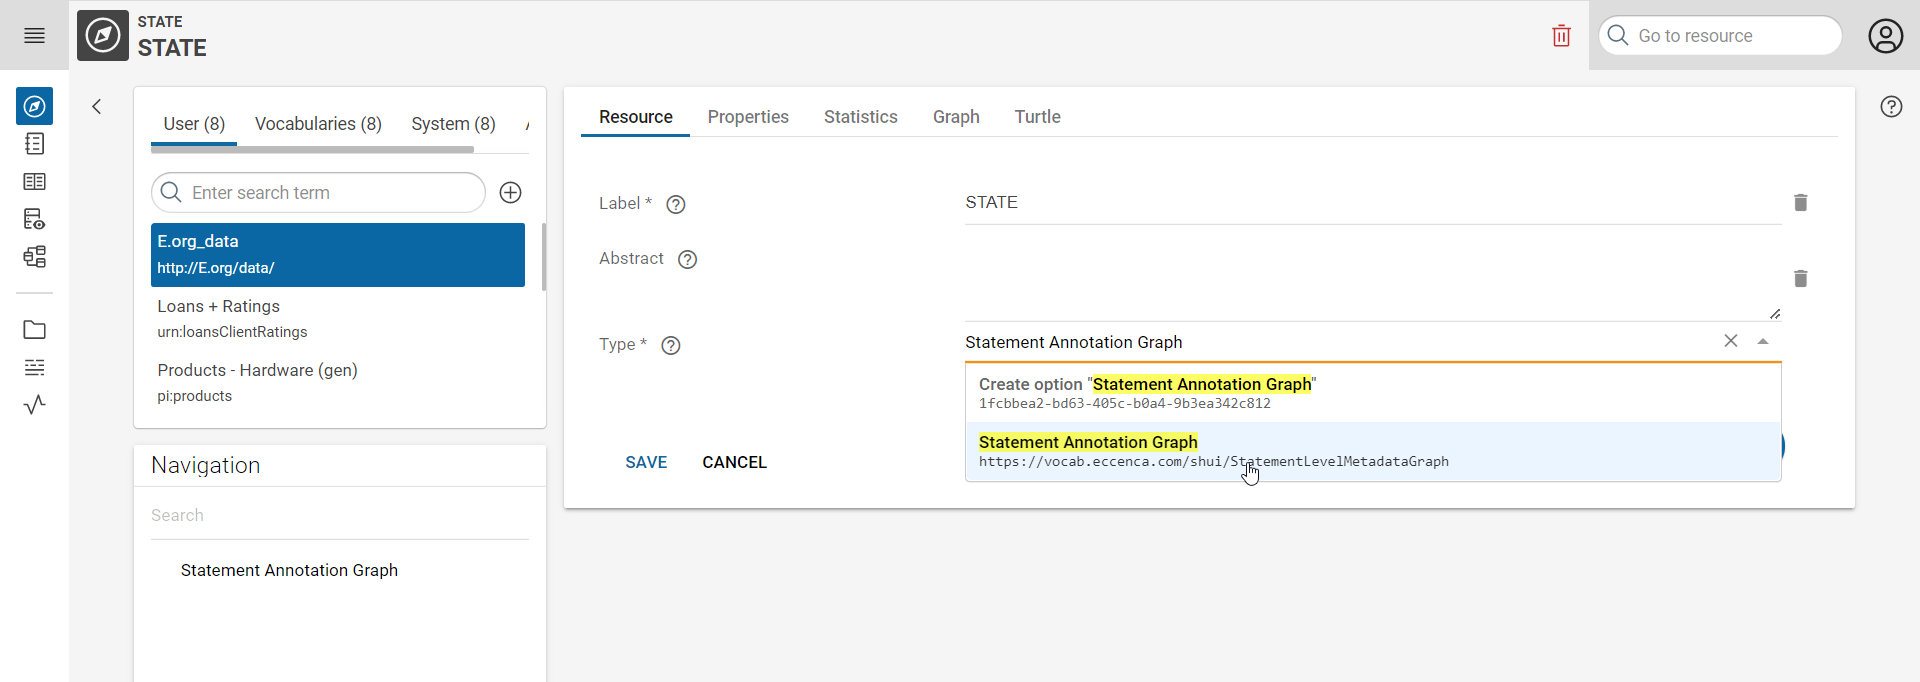 STATE
STATE
Go to resource
User (8) Vocabularies (8) System (8)
Enter search term
E.org_data
http://E.org/data/
Loans + Ratings
urn:loansClientRatings
Products - Hardware (gen)
pi:products
Navigation
Search
Statement Annotation Graph
Resource Properties Statistics Graph Turtle
Label * STATE
Abstract
Type * Statement Annotation Graph
Create option "Statement Annotation Graph"
1fcbbea2-bd63-405c-b0a4-9b3ea342c812
Statement Annotation Graph
https://vocab.eccenca.com/shui/StatementLevelMetadataGraph
SAVE CANCEL